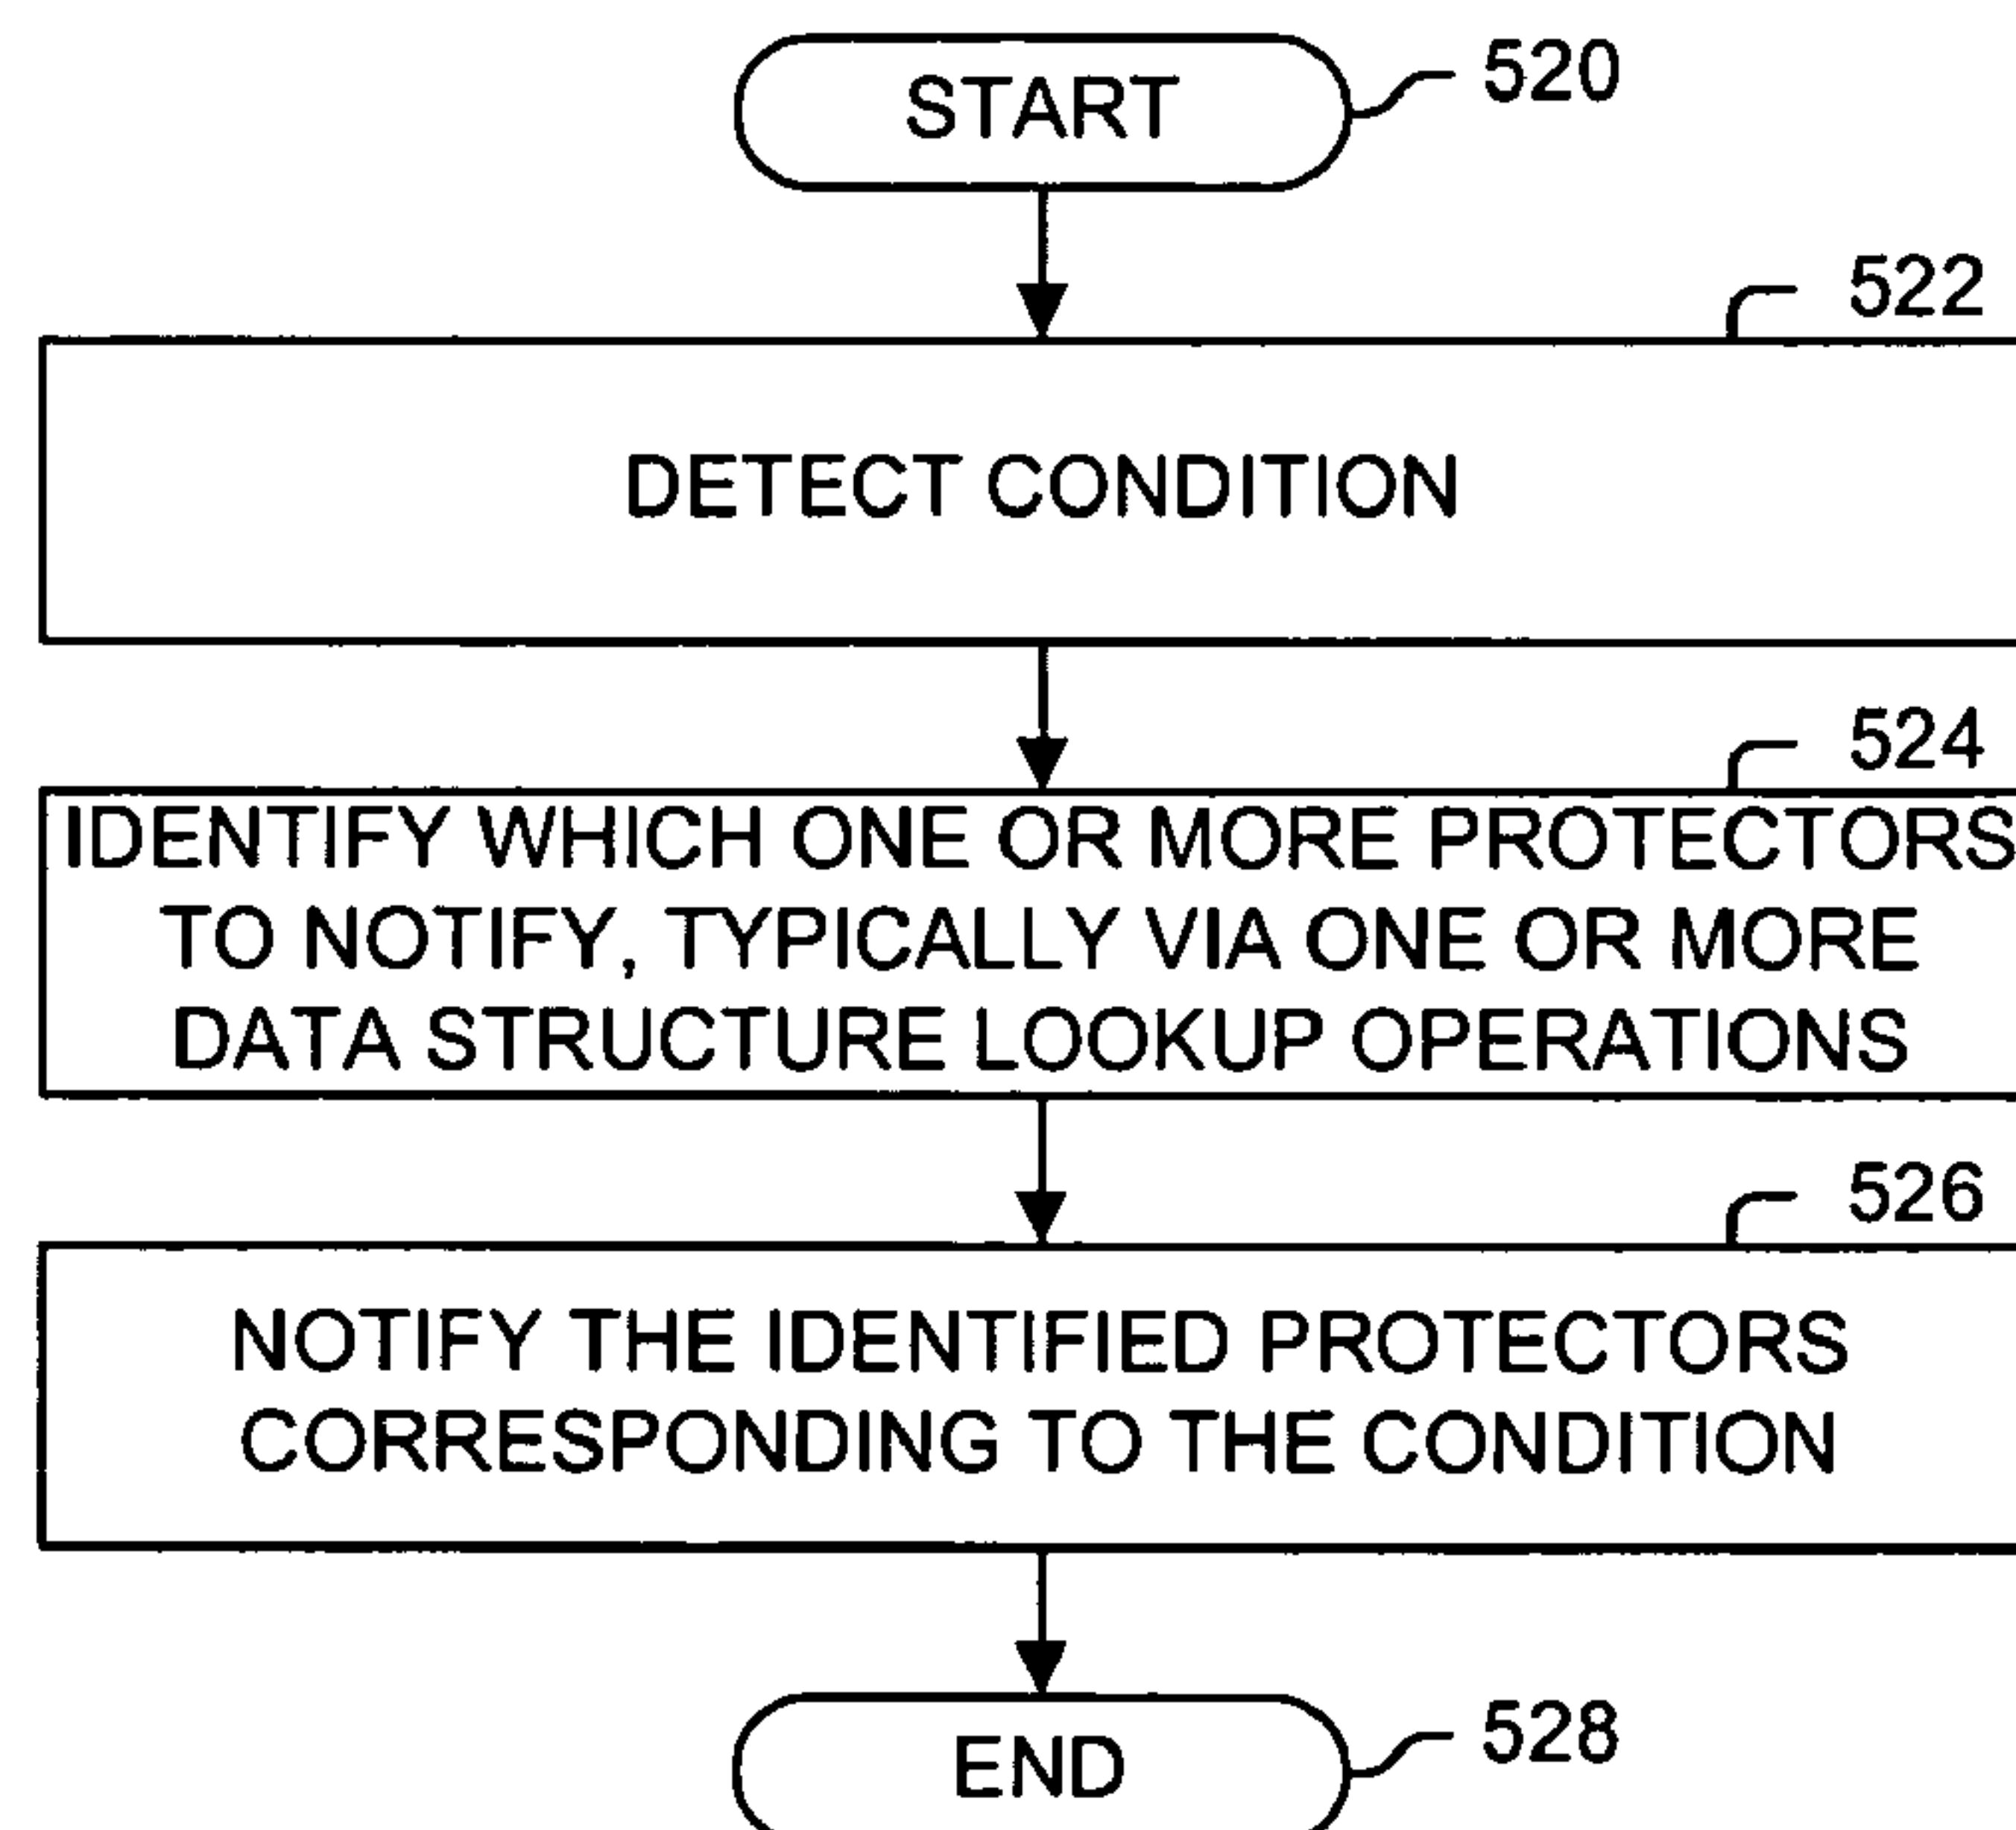 START
520
522
DETECT CONDITION
524
IDENTIFY WHICH ONE OR MORE PROTECTORS
TO NOTIFY, TYPICALLY VIA ONE OR MORE
DATA STRUCTURE LOOKUP OPERATIONS
526
NOTIFY THE IDENTIFIED PROTECTORS
CORRESPONDING TO THE CONDITION
END
528